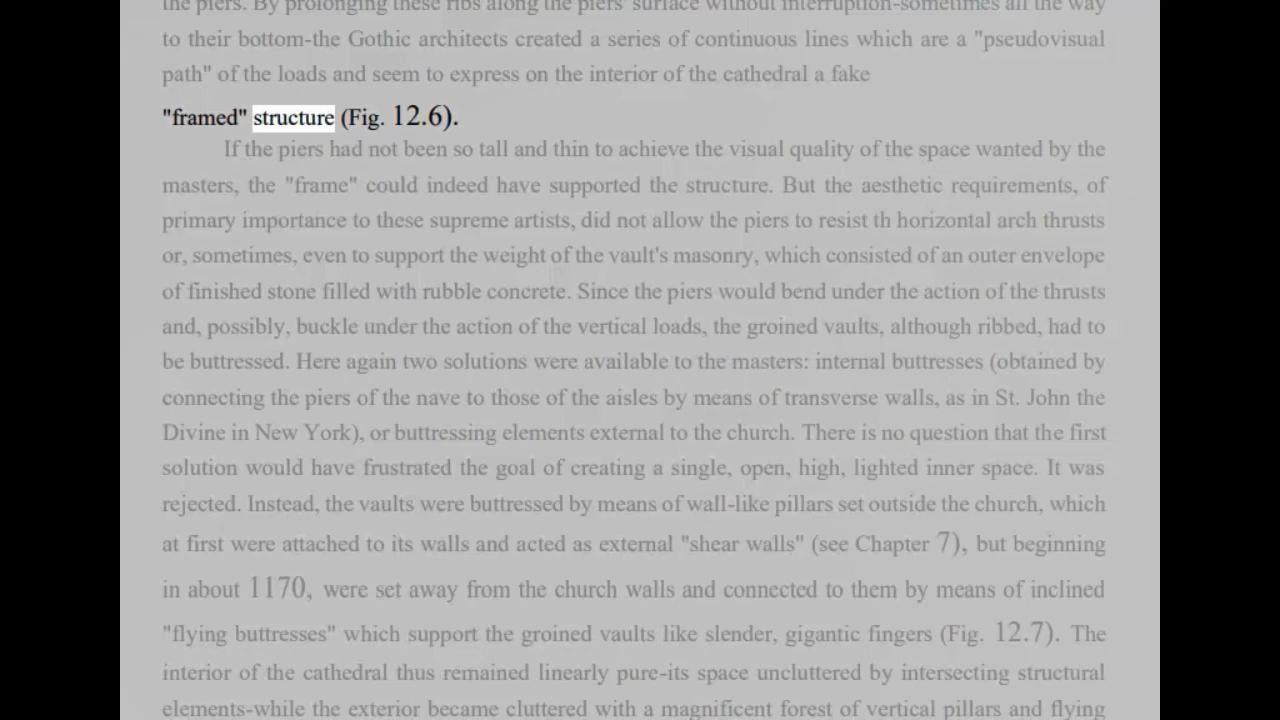 the piers. By prolonging these ribs along the piers' surface without interruption-sometimes all the way
to their bottom-the Gothic architects created a series of continuous lines which are a "pseudovisual
path" of the loads and seem to express on the interior of the cathedral a fake
"framed" structure (Fig. 12.6).
If the piers had not been so tall and thin to achieve the visual quality of the space wanted by the
masters, the "frame" could indeed have supported the structure. But the aesthetic requirements, of
primary importance to these supreme artists, did not allow the piers to resist th horizontal arch thrusts
or, sometimes, even to support the weight of the vault's masonry, which consisted of an outer envelope
of finished stone filled with rubble concrete. Since the piers would bend under the action of the thrusts
and, possibly, buckle under the action of the vertical loads, the groined vaults, although ribbed, had to
be buttressed. Here again two solutions were available to the masters: internal buttresses (obtained by
connecting the piers of the nave to those of the aisles by means of transverse walls, as in St. John the
Divine in New York), or buttressing elements external to the church. There is no question that the first
solution would have frustrated the goal of creating a single, open, high, lighted inner space. It was
rejected. Instead, the vaults were buttressed by means of wall-like pillars set outside the church, which
at first were attached to its walls and acted as external "shear walls" (see Chapter 7), but beginning
in about 1170, were set away from the church walls and connected to them by means of inclined
"flying buttresses" which support the groined vaults like slender, gigantic fingers (Fig. 12.7). The
interior of the cathedral thus remained linearly pure-its space uncluttered by intersecting structural
elements-while the exterior became cluttered with a magnificent forest of vertical pillars and flying